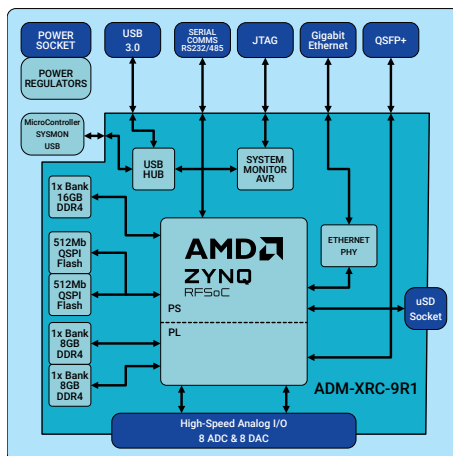 POWER
SOCKET
USB
3.0
SERIAL
COMMS
RS232/485
JTAG
Gigabit
Ethernet
QSFP+
POWER
REGULATORS
MicroController
SYSMON
USB
USB
HUB
SYSTEM
MONITOR
AVR
1x Bank
16GB
DDR4
512Mb
QSPI
Flash
512Mb
QSPI
Flash
1x Bank
8GB
DDR4
1x Bank
8GB
DDR4
AMD
ZYNQ
RFSoC
PS
PL
ETHERNET
PHY
uSD
Socket
ADM-XRC-9R1
High-Speed Analog I/O
8 ADC & 8 DAC